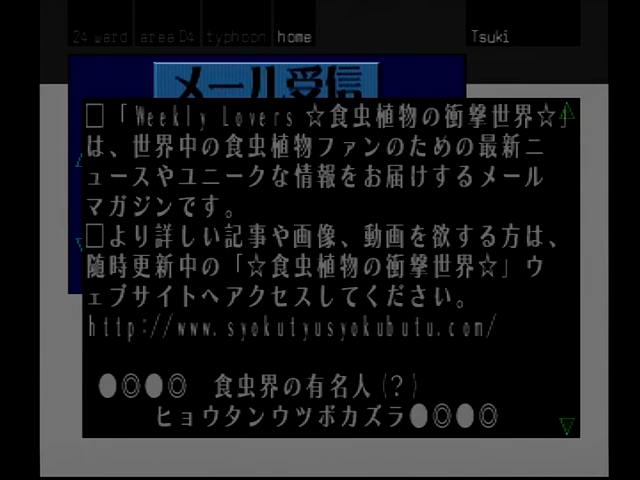 24 ward area D4 typhoon home Tsuki
メール受信
□「Weekly Lovers ☆食虫植物の衝撃世界☆」
は、世界中の食虫植物ファンのための最新ニ
ュースやユニークな情報をお届けするメール
マガジンです。
□より詳しい記事や画像、動画を欲する方は、
随時更新中の「☆食虫植物の衝撃世界☆」ウ
ェブサイトへアクセスしてください。
http://www.syokutyusyokubutu.com/
●◎●◎ 食虫界の有名人(?)
ヒョウタンウツボカズラ●◎●◎